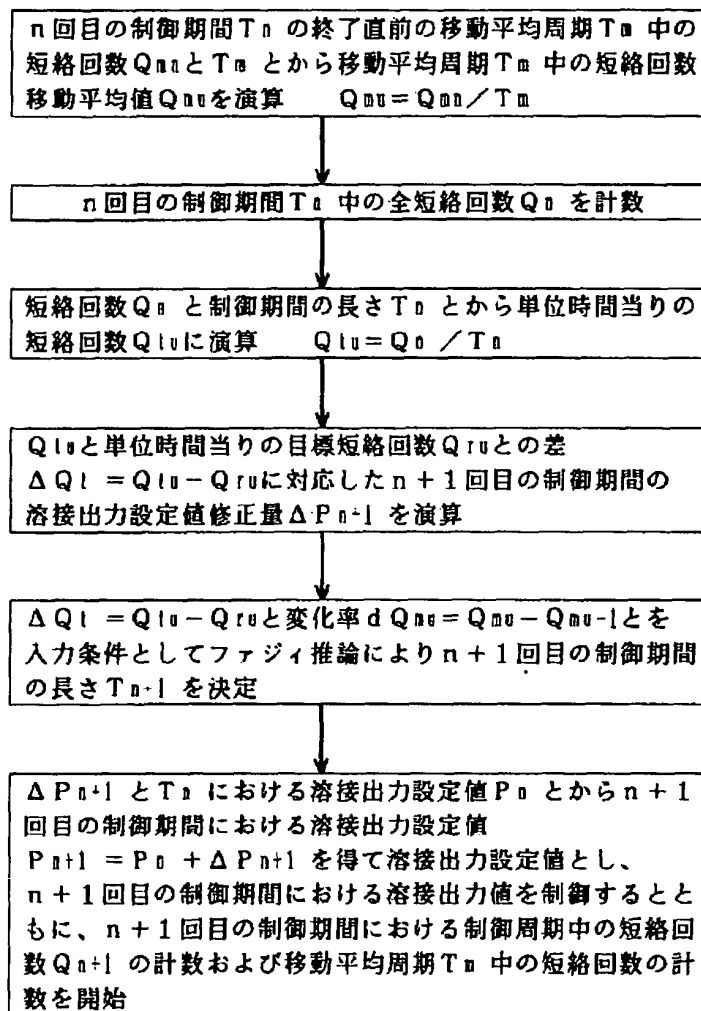 n回目の制御期間Tn の終了直前の移動平均周期Tm 中の
短絡回数QmnとTm とから移動平均周期Tm 中の短絡回数
移動平均値Qmuを演算　　Qmu=Qmn/Tm
n回目の制御期間Tn 中の全短絡回数Qn を計数
短絡回数Qn と制御期間の長さTn とから単位時間当りの
短絡回数Qtuに演算　　Qtu=Qn /Tn
Qtuと単位時間当りの目標短絡回数Qruとの差
ΔQt =Qtu-Qruに対応したn+1回目の制御期間の
溶接出力設定値修正量ΔPn+1 を演算
ΔQt =Qtu-Qruと変化率dQmu=Qmu-Qmu-1とを
入力条件としてファジィ推論によりn+1回目の制御期間
の長さTn+1 を決定
ΔPn+1 とTn における溶接出力設定値Pn とからn+1
回目の制御期間における溶接出力設定値
Pn+1 =Pn +ΔPn+1 を得て溶接出力設定値とし、
n+1回目の制御期間における溶接出力値を制御するとと
もに、n+1回目の制御期間における制御周期中の短絡回
数Qn+1 の計数および移動平均周期Tm 中の短絡回数の計
数を開始